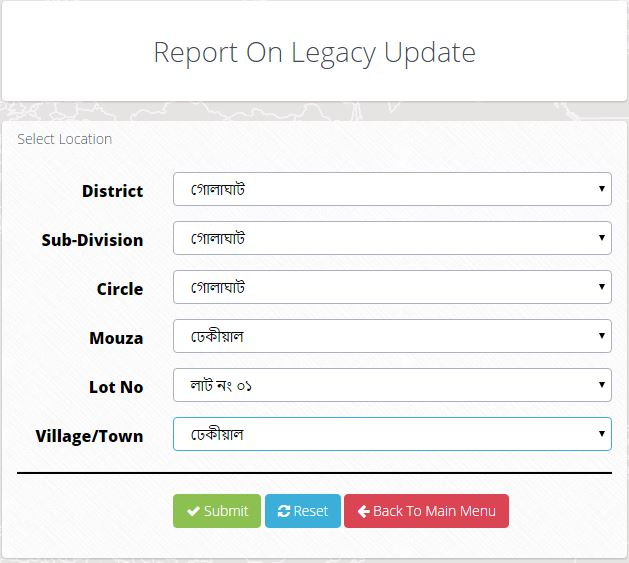 Report On Legacy Update
Select Location
District গোলাঘাট
Sub-Division গোলাঘাট
Circle গোলাঘাট
Mouza ঢেকীয়াল
Lot No লাট নং ০১
Village/Town ঢেকীয়াল
Submit Reset Back To Main Menu